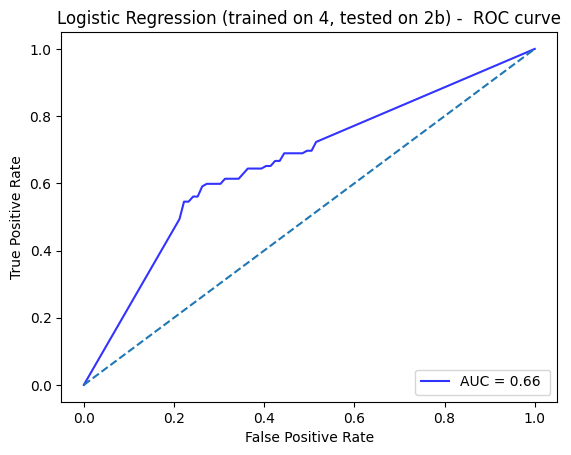 Logistic Regression (trained on 4, tested on 2b) -  ROC curve
1.0
0.8
0.6
0.4
0.2
0.0
True Positive Rate
AUC = 0.66
0.0 0.2 0.4 0.6 0.8 1.0
False Positive Rate